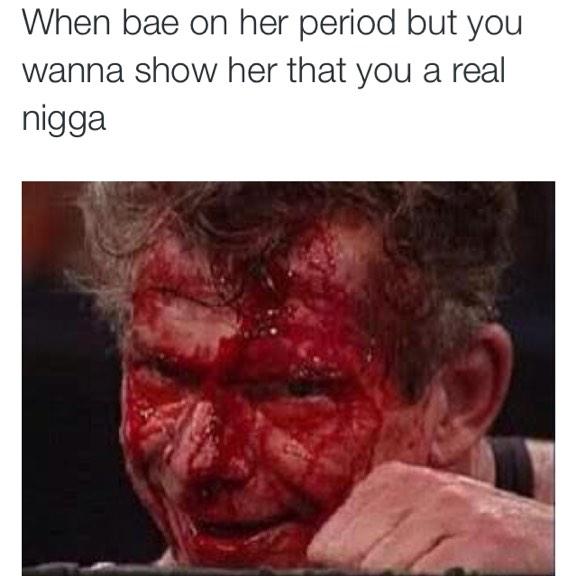 When bae on her period but you
wanna show her that you a real
nigga